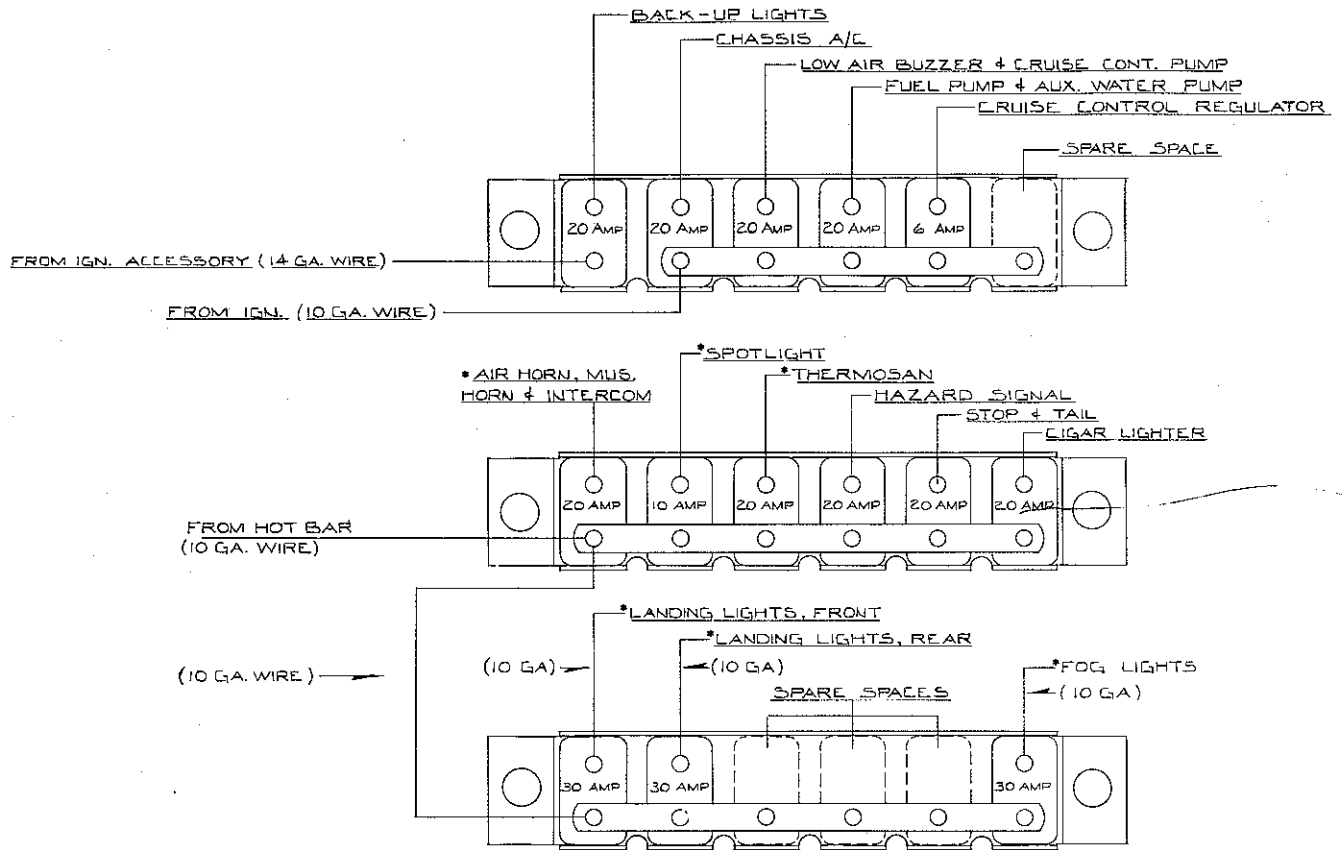 BACK-UP LIGHTS
CHASSIS A/C
LOW AIR BUZZER & CRUISE CONT. PUMP
FUEL PUMP & AUX. WATER PUMP
CRUISE CONTROL REGULATOR
SPARE SPACE
20 AMP 20 AMP 20 AMP 20 AMP 6 AMP
FROM IGN. ACCESSORY (14 GA. WIRE)
FROM IGN. (10 GA. WIRE)
*SPOTLIGHT
*AIR HORN, MUS.
HORN & INTERCOM
*THERMOSAN
HAZARD SIGNAL
STOP & TAIL
CIGAR LIGHTER
20 AMP 10 AMP 20 AMP 20 AMP 20 AMP 20 AMP
FROM HOT BAR
(10 GA. WIRE)
*LANDING LIGHTS, FRONT
*LANDING LIGHTS, REAR
(10 GA. WIRE)
(10 GA)
(10 GA)
*FOG LIGHTS
(10 GA)
SPARE SPACES
30 AMP 30 AMP 30 AMP